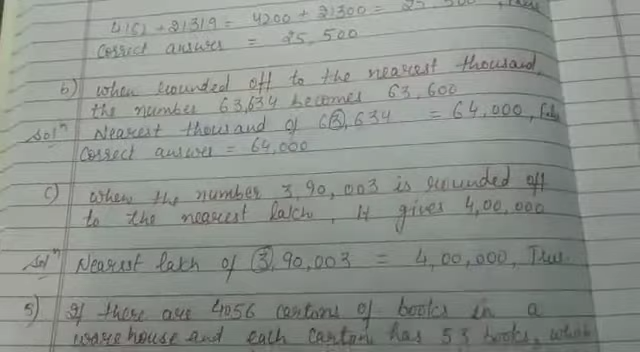 4151 + 21319 = 4200 + 21300 = 25 500,
correct answer = 25,500
b) when rounded off to the nearest thousand,
the number 63,634 becomes 63,600
Solⁿ Nearest thousand of 63,634 = 64,000,
correct answer = 64,000
c) when the number 3,90,003 is rounded off
to the nearest lakh, it gives 4,00,000
Solⁿ Nearest lakh of 3,90,003 = 4,00,000, True
5) If there are 4056 cartons of books in a
warehouse and each carton has 53 books, what